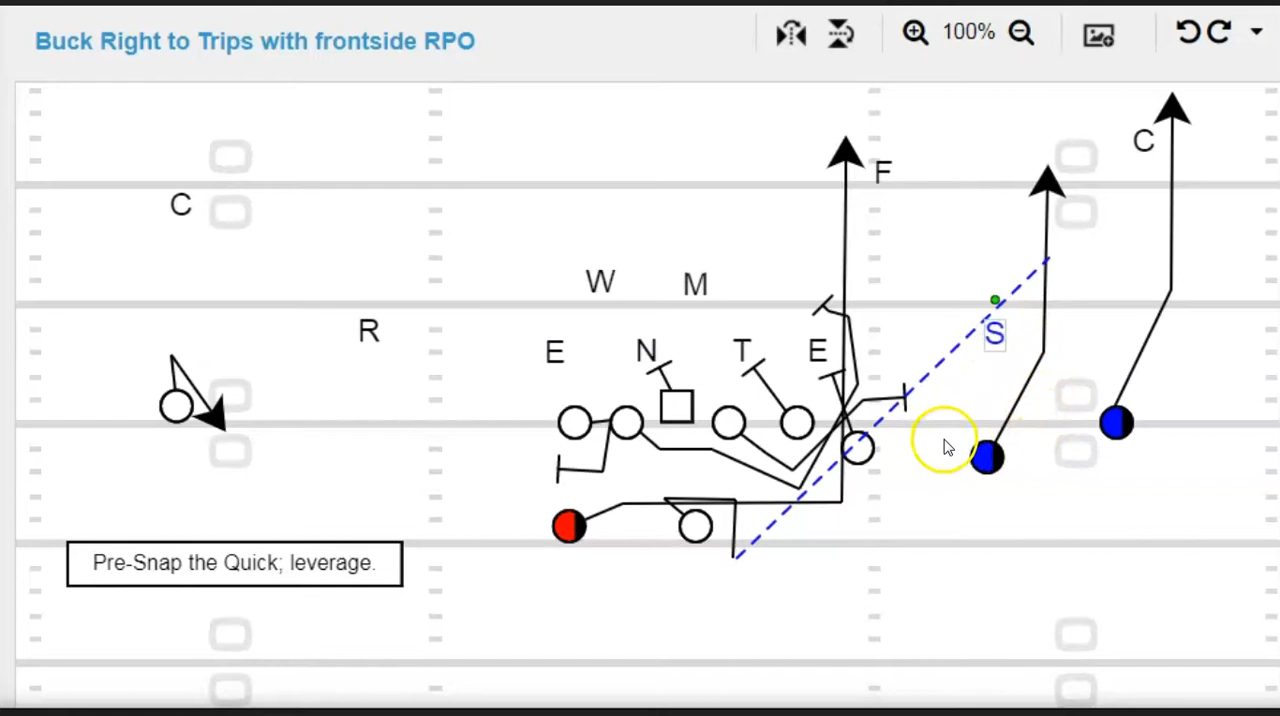 Buck Right to Trips with frontside RPO
100%
C
F
C
W
M
R
S
E
N
T
E
Pre-Snap the Quick; leverage.